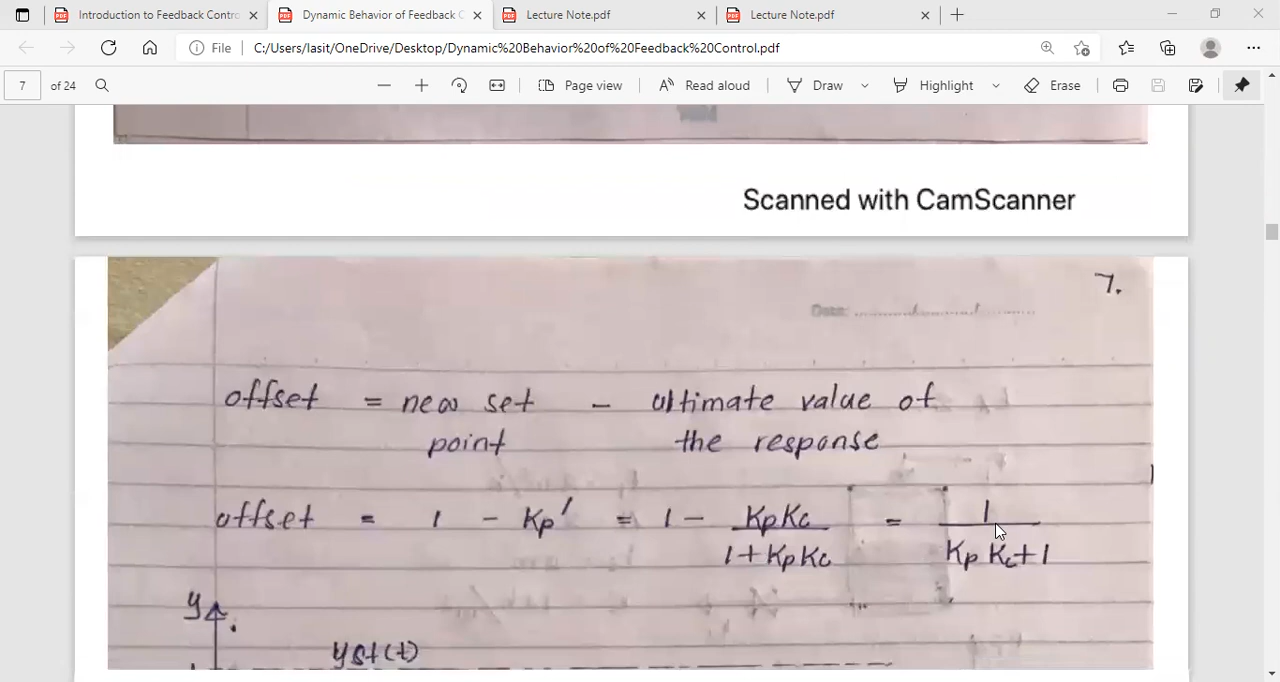 Introduction to Feedback Contro
Dynamic Behavior of Feedback C
Lecture Note.pdf
Lecture Note.pdf
File
C:/Users/lasit/OneDrive/Desktop/Dynamic%20Behavior%20of%20Feedback%20Control.pdf
7 of 24
Page view
Read aloud
Draw
Highlight
Erase
Scanned with CamScanner
7.
Date:
offset = new set - ultimate value of
point the response
offset = 1 - Kp' = 1 - KpKc / 1+KpKc = 1 / KpKc+1
y
yst(t)